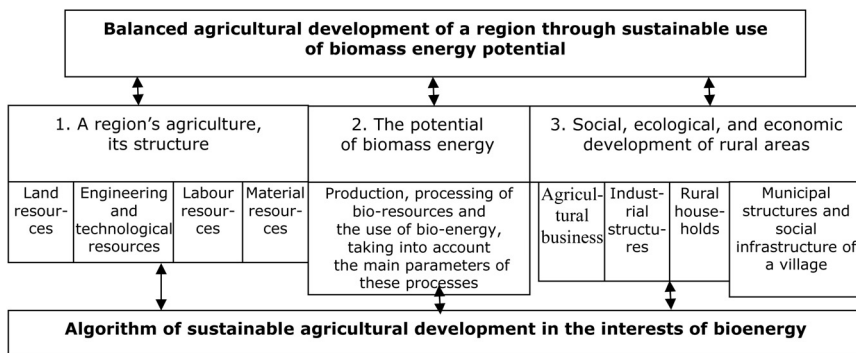 Balanced agricultural development of a region through sustainable use
of biomass energy potential
1. A region's agriculture,
its structure
2. The potential
of biomass energy
3. Social, ecological, and economic
development of rural areas
Land
resour-
ces
Engineering
and
technological
resources
Labour
resour-
ces
Material
resour-
ces
Production, processing of
bio-resources and
the use of bio-energy,
taking into account
the main parameters of
these processes
Agricul-
tural
business
Indust-
rial
structu-
res
Rural
house-
holds
Municipal
structures and
social
infrastructure of
a village
Algorithm of sustainable agricultural development in the interests of bioenergy